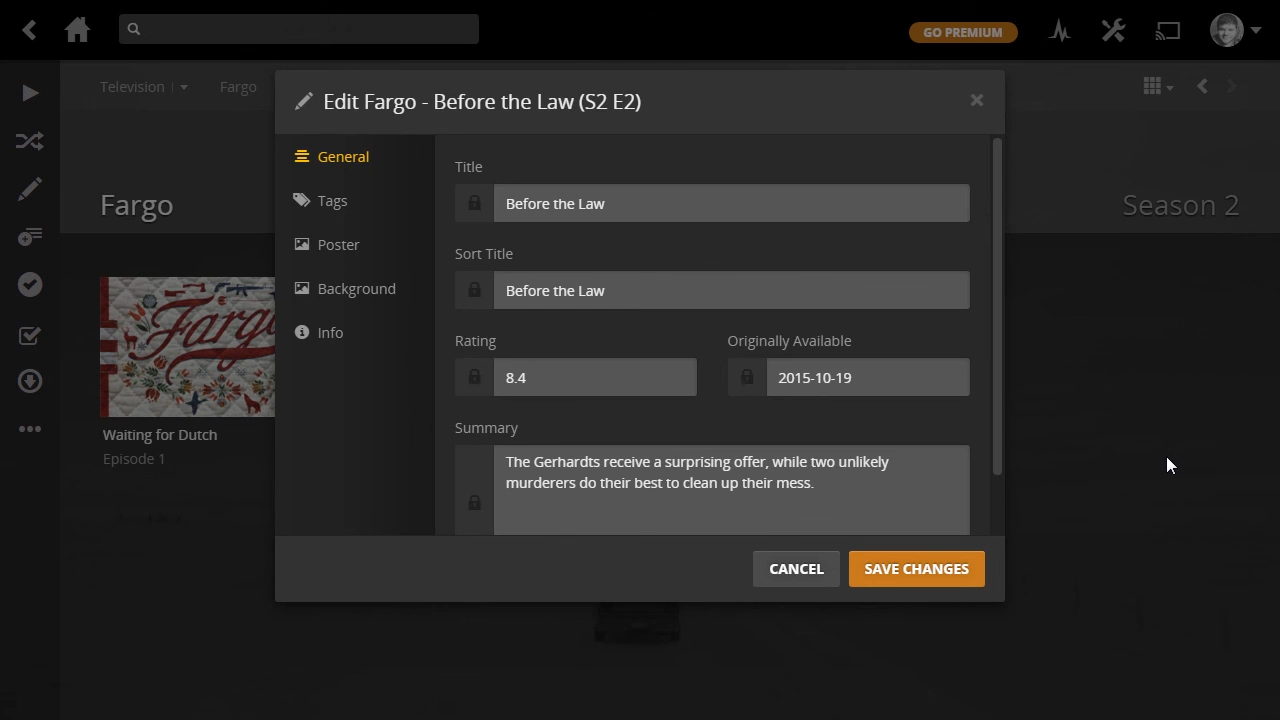 GO PREMIUM
Television
Fargo
Edit Fargo - Before the Law (S2 E2)
General
Tags
Poster
Background
Info
Title
Before the Law
Sort Title
Before the Law
Rating
Originally Available
8.4
2015-10-19
Summary
The Gerhardts receive a surprising offer, while two unlikely
murderers do their best to clean up their mess.
CANCEL
SAVE CHANGES
Fargo
Season 2
Fargo
Waiting for Dutch
Episode 1